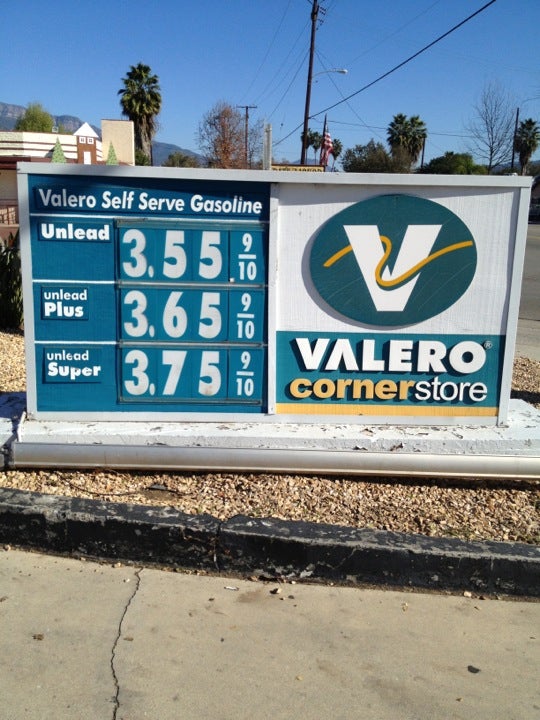 Valero Self Serve Gasoline
Unlead 3.55 9/10
unlead
Plus 3.65 9/10
unlead
Super 3.75 9/10
V
VALERO®
cornerstore